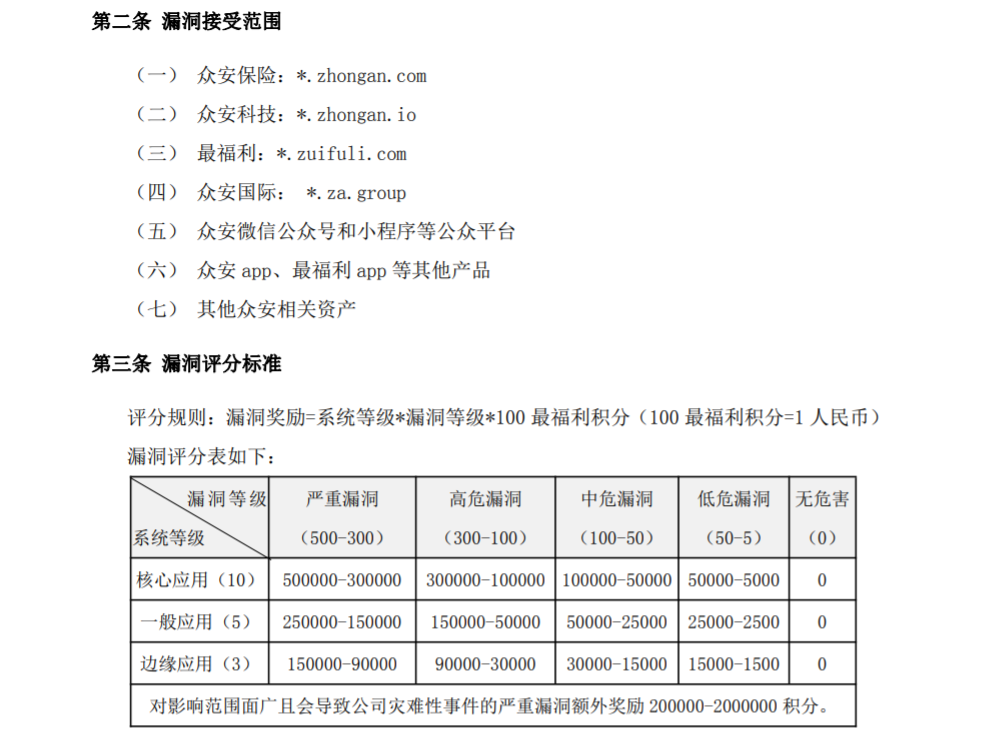 第二条 漏洞接受范围
（一） 众安保险：*.zhongan.com
（二） 众安科技：*.zhongan.io
（三） 最福利：*.zuifuli.com
（四） 众安国际： *.za.group
（五） 众安微信公众号和小程序等公众平台
（六） 众安 app、最福利 app 等其他产品
（七） 其他众安相关资产
第三条 漏洞评分标准
评分规则：漏洞奖励=系统等级*漏洞等级*100 最福利积分（100 最福利积分=1 人民币）
漏洞评分表如下：
漏洞等级 严重漏洞 高危漏洞 中危漏洞 低危漏洞 无危害
系统等级 （500-300） （300-100） （100-50） （50-5） （0）
核心应用（10） 500000-300000 300000-100000 100000-50000 50000-5000 0
一般应用（5） 250000-150000 150000-50000 50000-25000 25000-2500 0
边缘应用（3） 150000-90000 90000-30000 30000-15000 15000-1500 0
对影响范围面广且会导致公司灾难性事件的严重漏洞额外奖励 200000-2000000 积分。